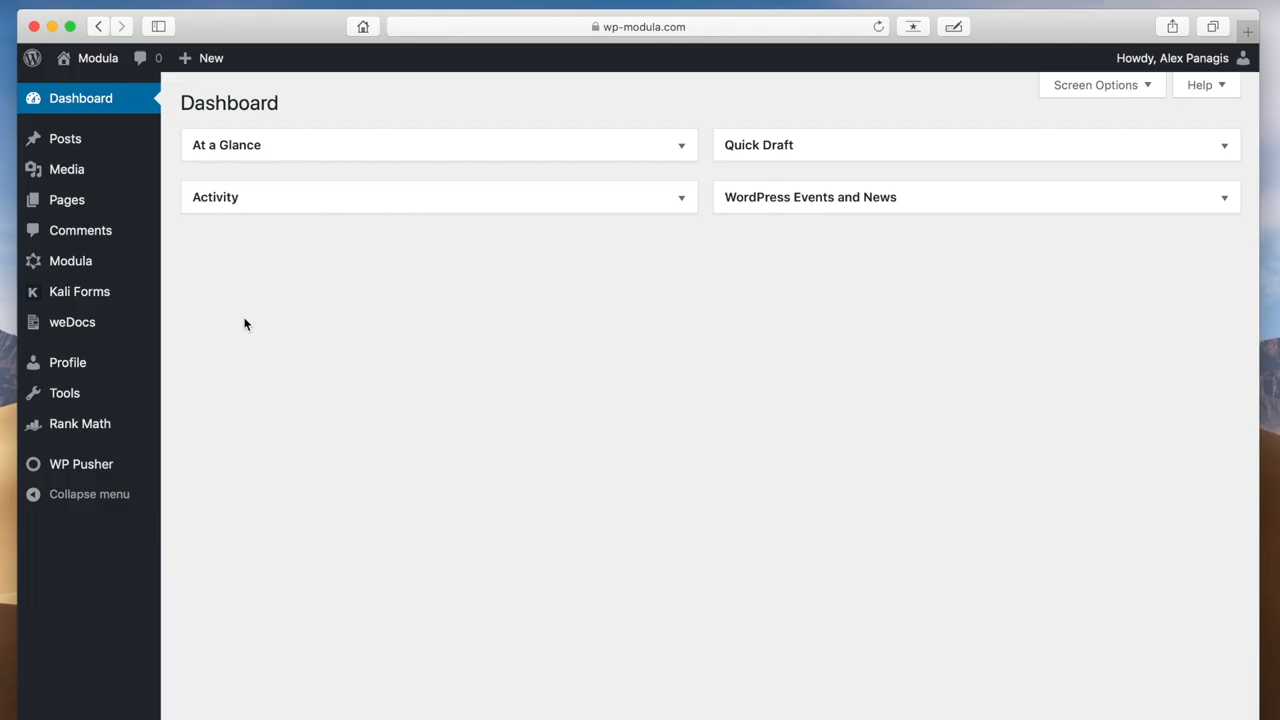 wp-modula.com
Modula
0
New
Howdy, Alex Panagis
Dashboard
Posts
Media
Pages
Comments
Modula
Kali Forms
weDocs
Profile
Tools
Rank Math
WP Pusher
Collapse menu
Screen Options
Help
Dashboard
At a Glance
Quick Draft
Activity
WordPress Events and News